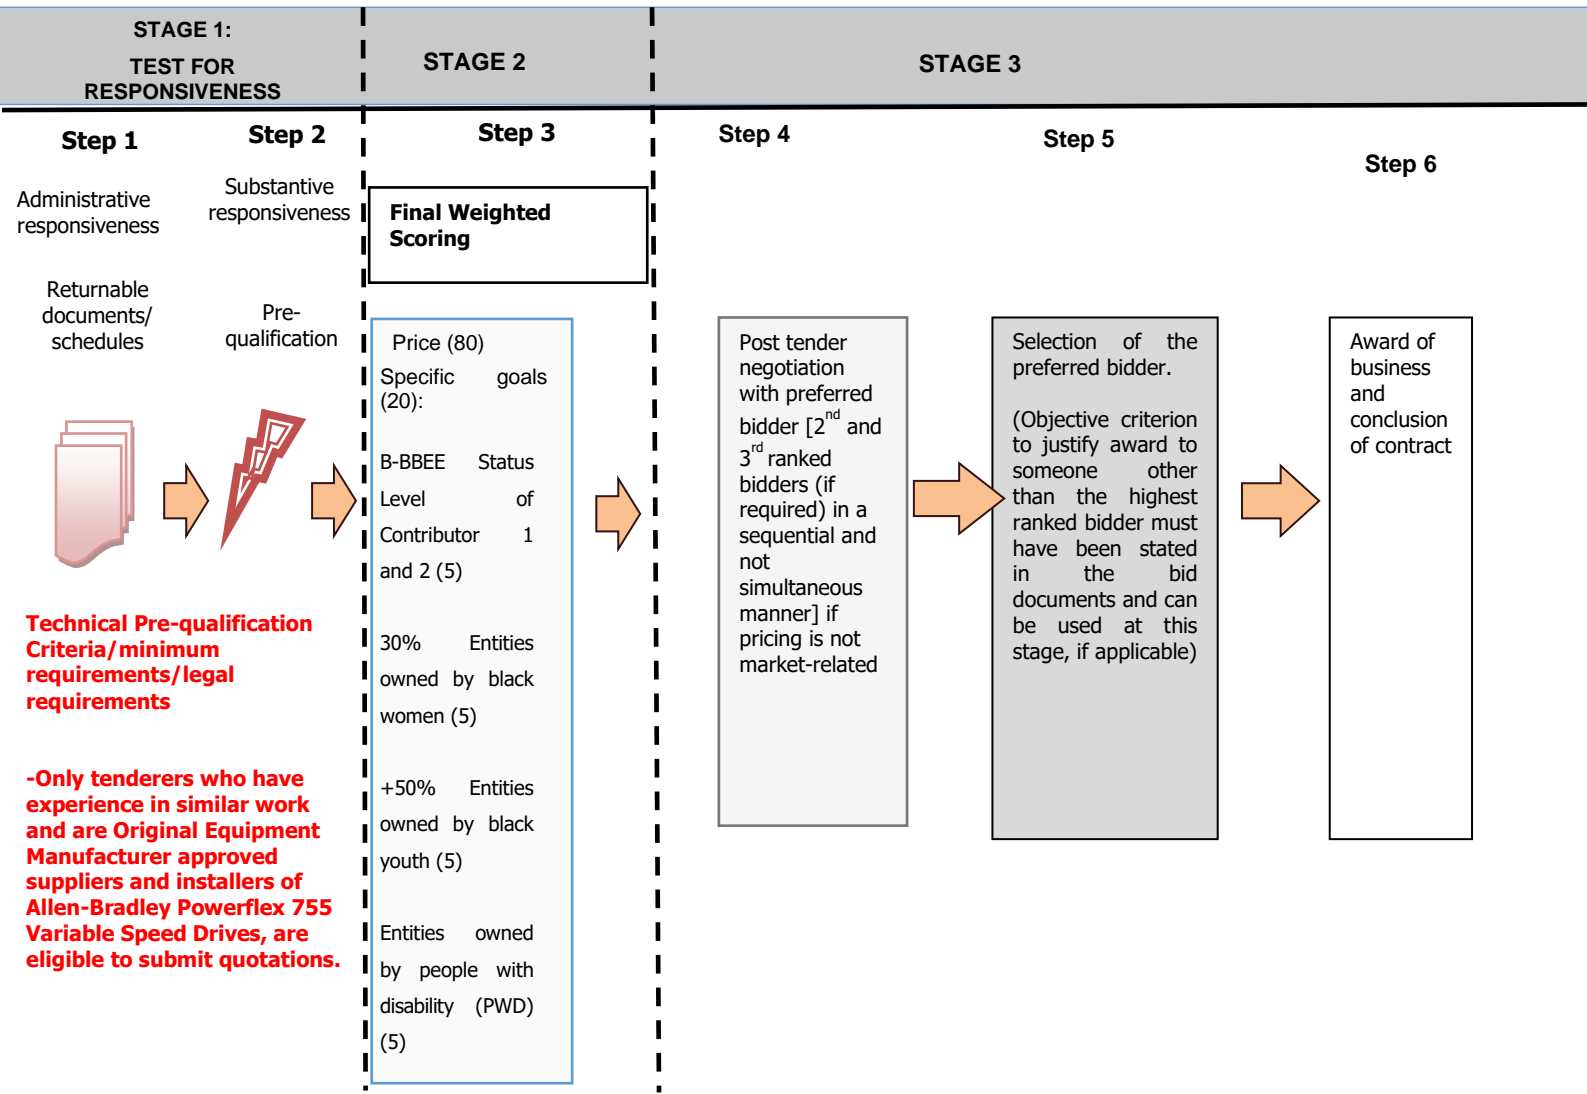 STAGE 1:
TEST FOR
RESPONSIVENESS
STAGE 2
STAGE 3
Step 1
Administrative
responsiveness
Returnable
documents/
schedules
Step 2
Substantive
responsiveness
Pre-
qualification
Technical Pre-qualification
Criteria/minimum
requirements/legal
requirements
-Only tenderers who have
experience in similar work
and are Original Equipment
Manufacturer approved
suppliers and installers of
Allen-Bradley Powerflex 755
Variable Speed Drives, are
eligible to submit quotations.
Step 3
Final Weighted
Scoring
Price (80)
Specific goals
(20):
B-BBEE Status
Level of
Contributor 1
and 2 (5)
30% Entities
owned by black
women (5)
+50% Entities
owned by black
youth (5)
Entities owned
by people with
disability (PWD)
(5)
Step 4
Post tender
negotiation
with preferred
bidder [2nd and
3rd ranked
bidders (if
required) in a
sequential and
not
simultaneous
manner] if
pricing is not
market-related
Step 5
Selection of the
preferred bidder.
(Objective criterion
to justify award to
someone other
than the highest
ranked bidder must
have been stated
in the bid
documents and can
be used at this
stage, if applicable)
Step 6
Award of
business
and
conclusion
of contract